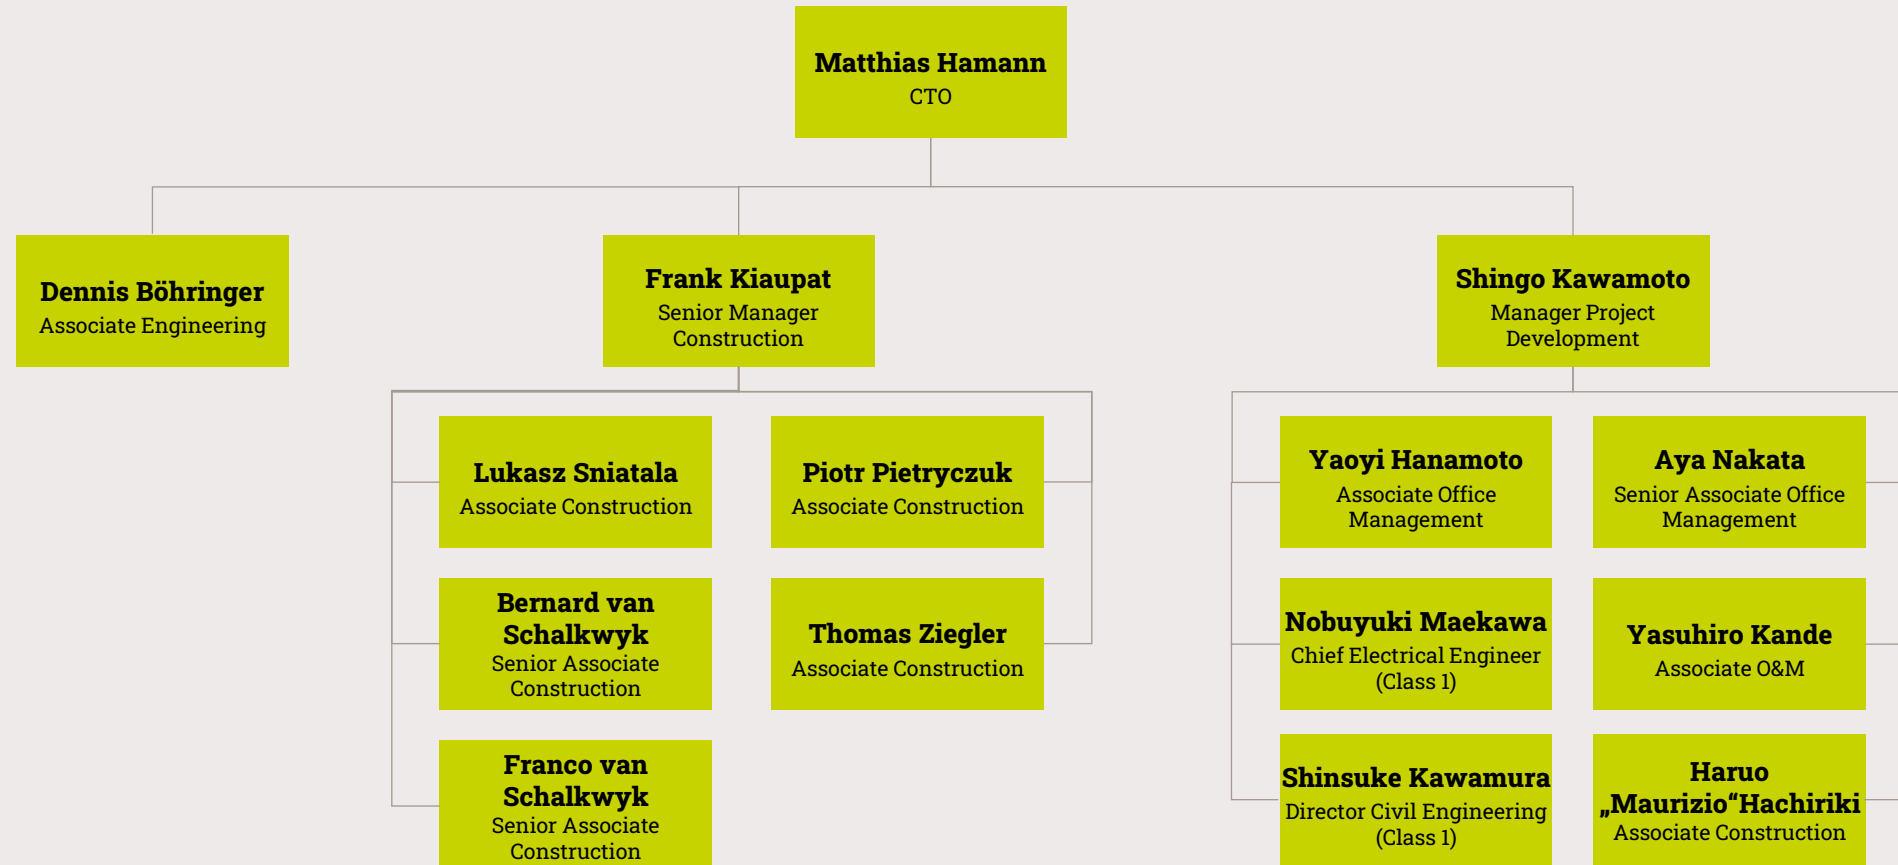 Matthias Hamann
CTO
Dennis Böhringer
Associate Engineering
Frank Kiaupat
Senior Manager
Construction
Shingo Kawamoto
Manager Project
Development
Lukasz Sniatala
Associate Construction
Piotr Pietryczuk
Associate Construction
Bernard van
Schalkwyk
Senior Associate
Construction
Thomas Ziegler
Associate Construction
Franco van
Schalkwyk
Senior Associate
Construction
Yaoyi Hanamoto
Associate Office
Management
Aya Nakata
Senior Associate Office
Management
Nobuyuki Maekawa
Chief Electrical Engineer
(Class 1)
Yasuhiro Kande
Associate O&M
Shinsuke Kawamura
Director Civil Engineering
(Class 1)
Haruo
„Maurizio“Hachiriki
Associate Construction